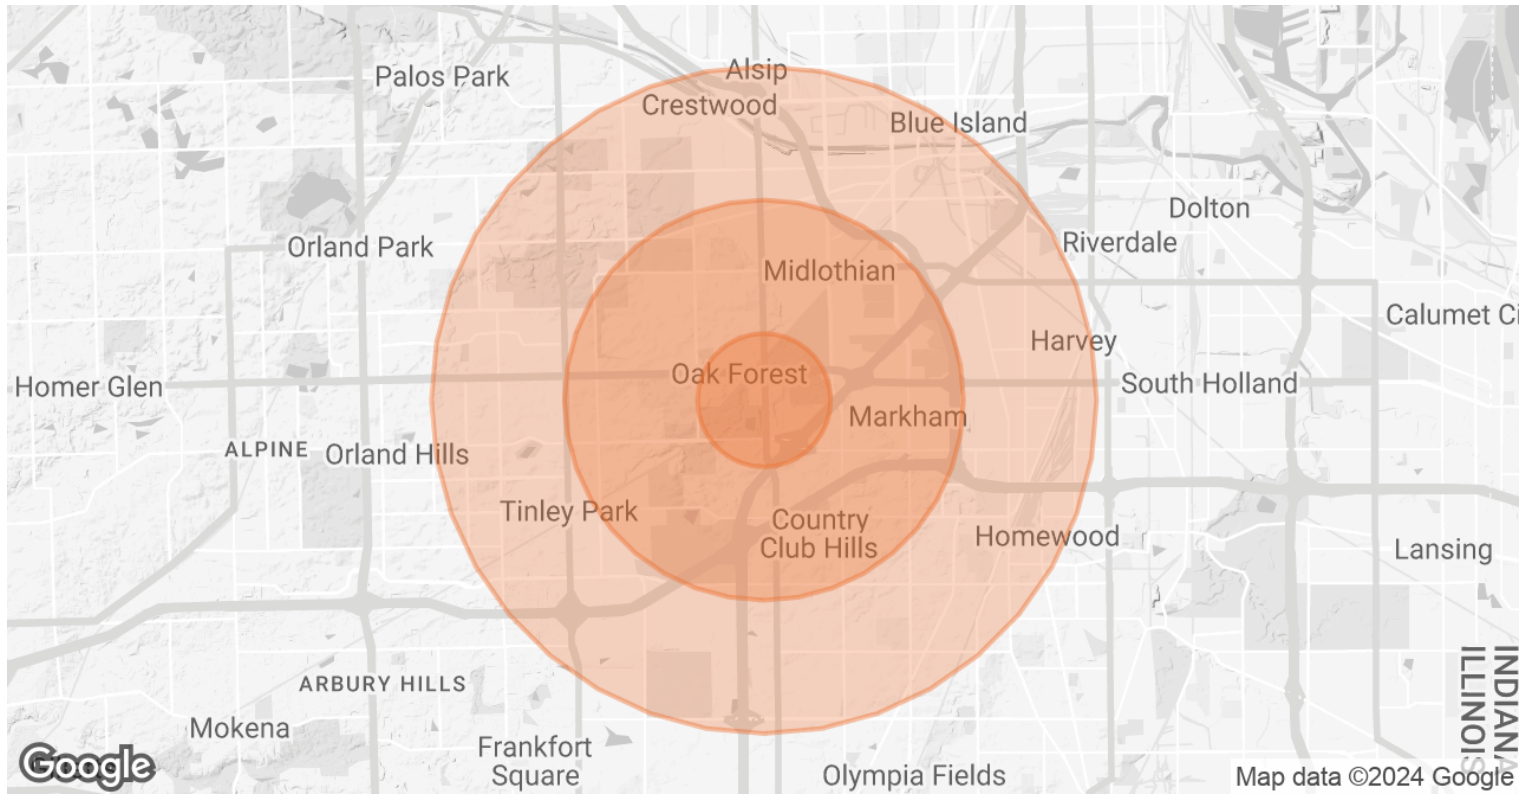 Alsip
Palos Park
Crestwood
Blue Island
Dolton
Riverdale
Orland Park
Midlothian
Calumet Ci
Harvey
Oak Forest
South Holland
Homer Glen
Markham
ALPINE
Orland Hills
Tinley Park
Country
Club Hills
Homewood
Lansing
ARBURY HILLS
INDIANA
ILLINOIS
Mokena
Frankfort
Square
Olympia Fields
Google
Map data ©2024 Google